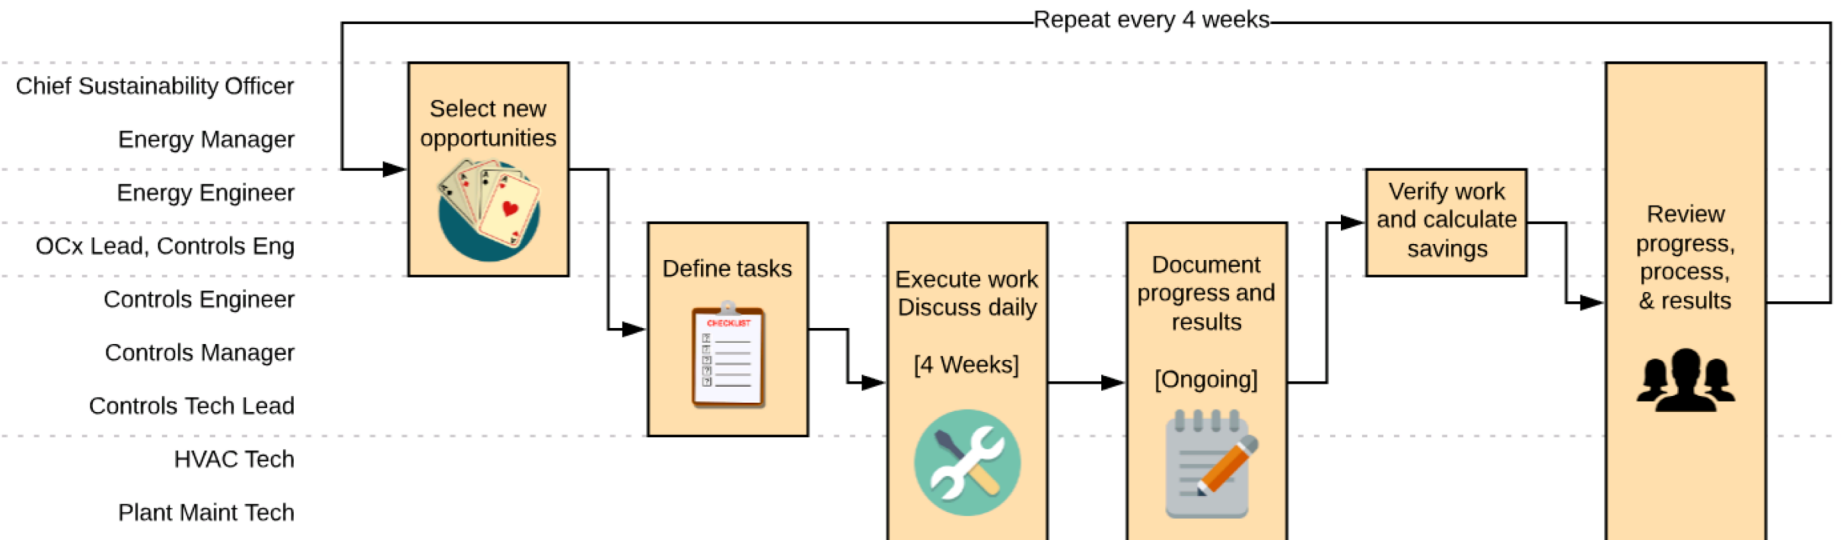 Repeat every 4 weeks
Chief Sustainability Officer
Energy Manager
Energy Engineer
OCx Lead, Controls Eng
Controls Engineer
Controls Manager
Controls Tech Lead
HVAC Tech
Plant Maint Tech
Select new
opportunities
A
A
A
A
A
Define tasks
CHECKLIST
?
?
?
?
?
Execute work
Discuss daily
[4 Weeks]
Document
progress and
results
[Ongoing]
Verify work
and calculate
savings
Review
progress,
process,
& results